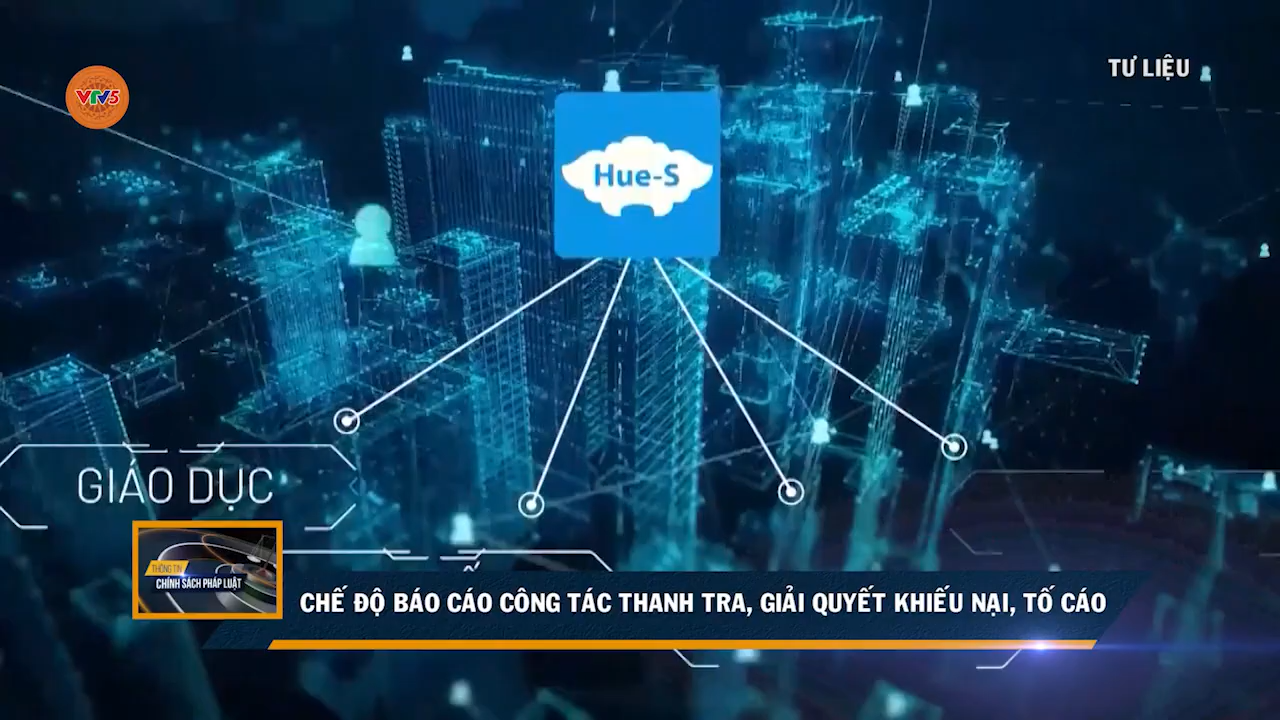 VTV5
TƯ LIỆU
Hue-S
GIÁO DỤC
THÔNG TIN
CHÍNH SÁCH PHÁP LUẬT
CHẾ ĐỘ BÁO CÁO CÔNG TÁC THANH TRA, GIẢI QUYẾT KHIẾU NẠI, TỐ CÁO